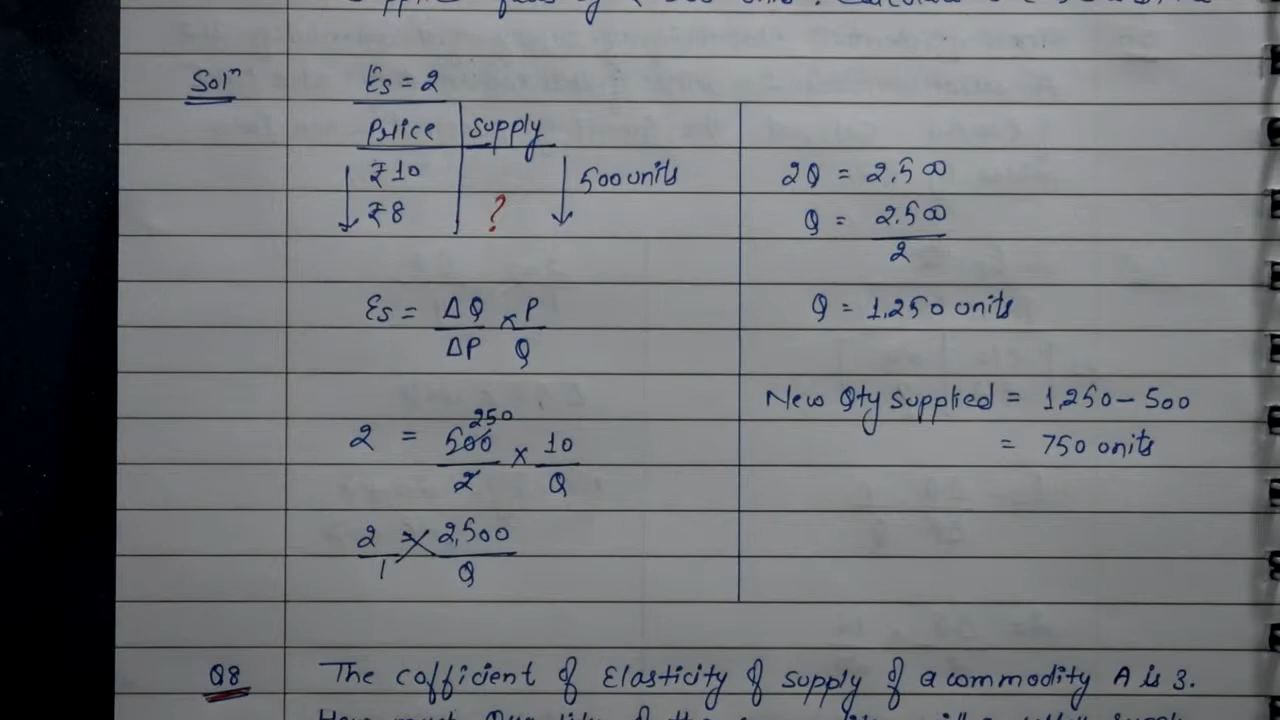 Solⁿ
Es = 2
Price Supply
₹10 500 units
₹8 ?
Es = ΔQ/ΔP × P/Q
250
2 = 500/2 × 10/Q
2/1 = 2,500/Q
2Q = 2,500
Q = 2,500/2
Q = 1,250 units
New Qty Supplied = 1,250 – 500
= 750 units
Q8 The cofficient of Elasticity of supply of a commodity A is 3.